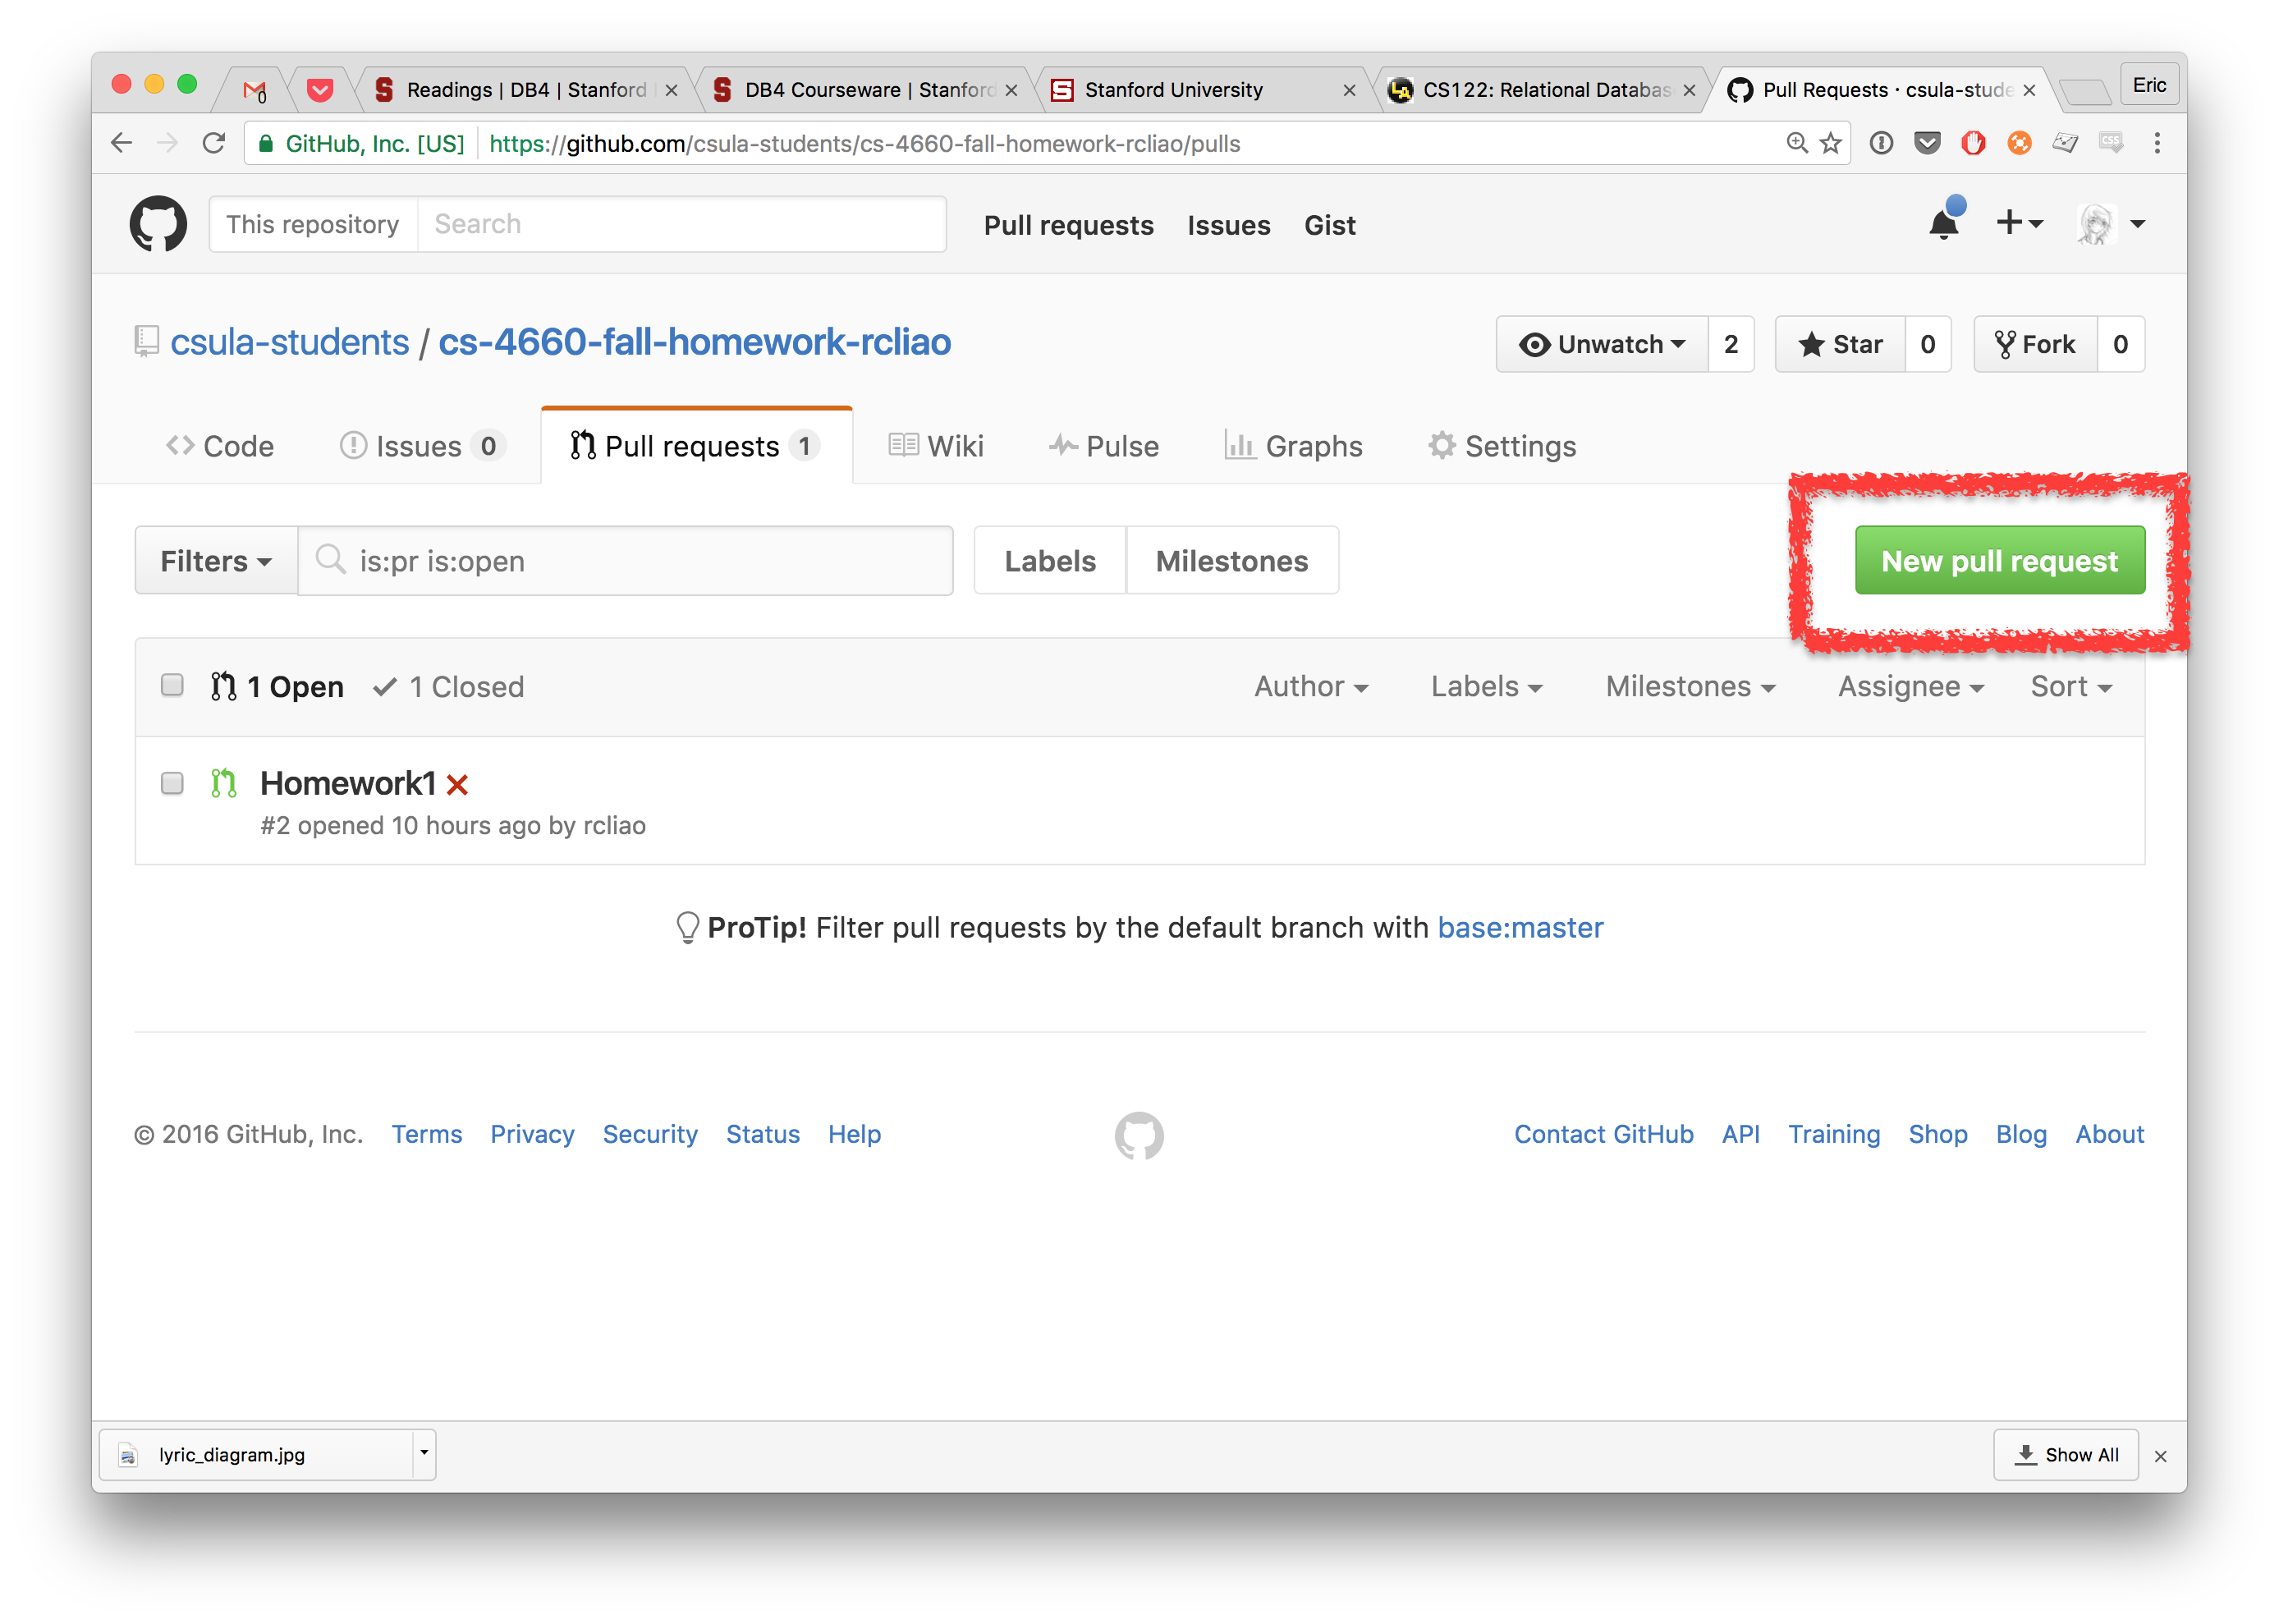 Readings | DB4 | Stanford
DB4 Courseware | Stanford
Stanford University
CS122: Relational Databas
Pull Requests · csula-stude
Eric
GitHub, Inc. [US]
https://github.com/csula-students/cs-4660-fall-homework-rcliao/pulls
This repository
Search
Pull requests
Issues
Gist
csula-students / cs-4660-fall-homework-rcliao
Unwatch 2
Star 0
Fork 0
Code
Issues 0
Pull requests 1
Wiki
Pulse
Graphs
Settings
Filters
is:pr is:open
Labels
Milestones
New pull request
1 Open
1 Closed
Author
Labels
Milestones
Assignee
Sort
Homework1
#2 opened 10 hours ago by rcliao
ProTip! Filter pull requests by the default branch with base:master
© 2016 GitHub, Inc.
Terms
Privacy
Security
Status
Help
Contact GitHub
API
Training
Shop
Blog
About
lyric_diagram.jpg
Show All